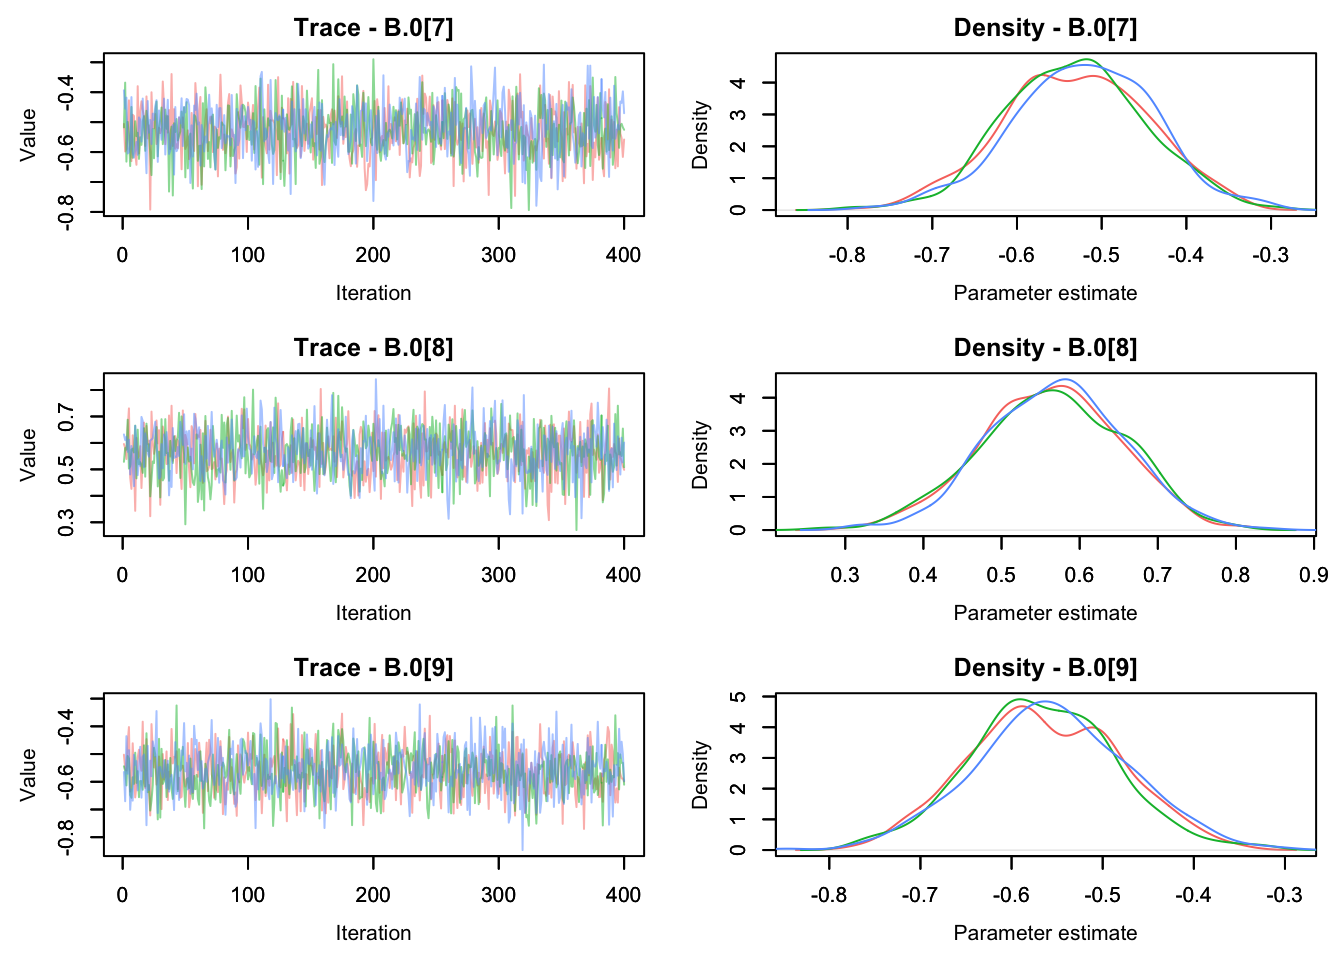 Trace - B.0[7]
Value
-0.4
-0.6
-0.8
0 100 200 300 400
Iteration
Density - B.0[7]
Density
4
3
2
1
0
-0.8 -0.7 -0.6 -0.5 -0.4 -0.3
Parameter estimate
Trace - B.0[8]
Value
0.7
0.5
0.3
0 100 200 300 400
Iteration
Density - B.0[8]
Density
4
3
2
1
0
0.3 0.4 0.5 0.6 0.7 0.8 0.9
Parameter estimate
Trace - B.0[9]
Value
-0.4
-0.6
-0.8
0 100 200 300 400
Iteration
Density - B.0[9]
Density
5
4
3
2
1
0
-0.8 -0.7 -0.6 -0.5 -0.4 -0.3
Parameter estimate